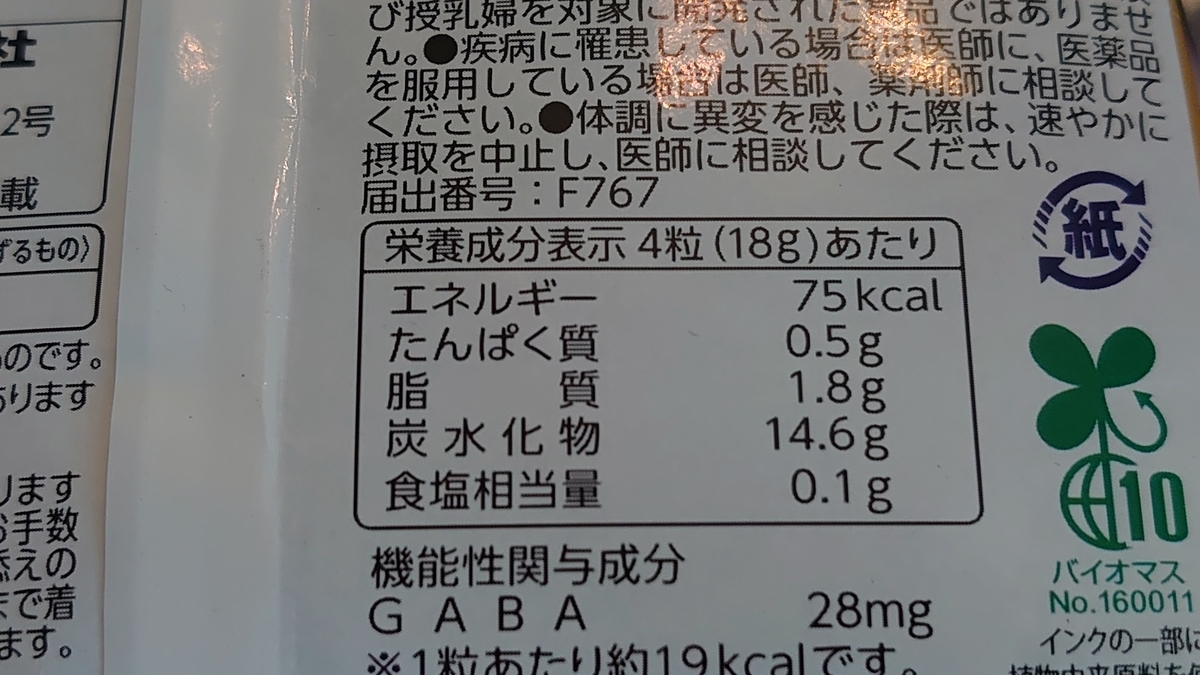 社
2号
載
げるもの〉
のです。
あります
ります
お手数
添えの
まで着
ます。
び授乳婦を対象に開発された食品ではありませ
ん。●疾病に罹患している場合は医師に、医薬品
を服用している場合は医師、薬剤師に相談して
ください。●体調に異変を感じた際は、速やかに
摂取を中止し、医師に相談してください。
届出番号：F767
栄養成分表示 4粒(18g)あたり
エネルギー 75kcal
たんぱく質 0.5g
脂質 1.8g
炭水化物 14.6g
食塩相当量 0.1g
機能性関与成分
GABA 28mg
※1粒あたり約19kcalです。
紙
10
バイオマス
No.160011
インクの一部に